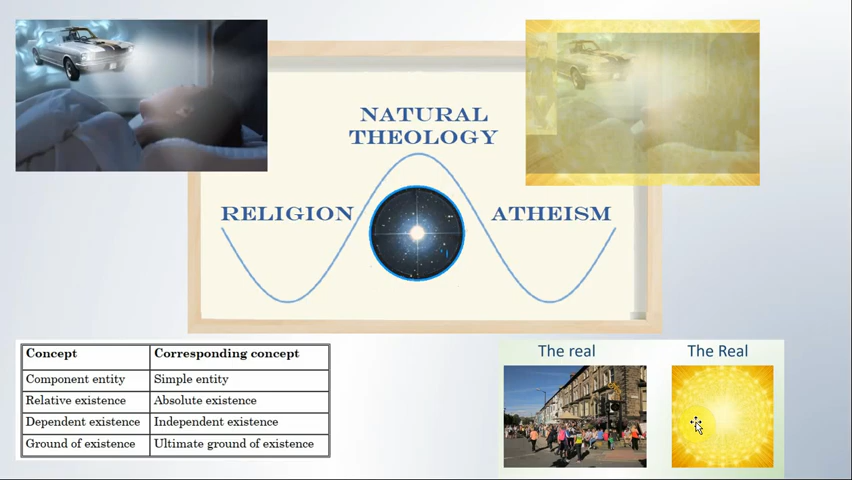 NATURAL
THEOLOGY
RELIGION
ATHEISM
Concept Corresponding concept
Component entity Simple entity
Relative existence Absolute existence
Dependent existence Independent existence
Ground of existence Ultimate ground of existence
The real The Real